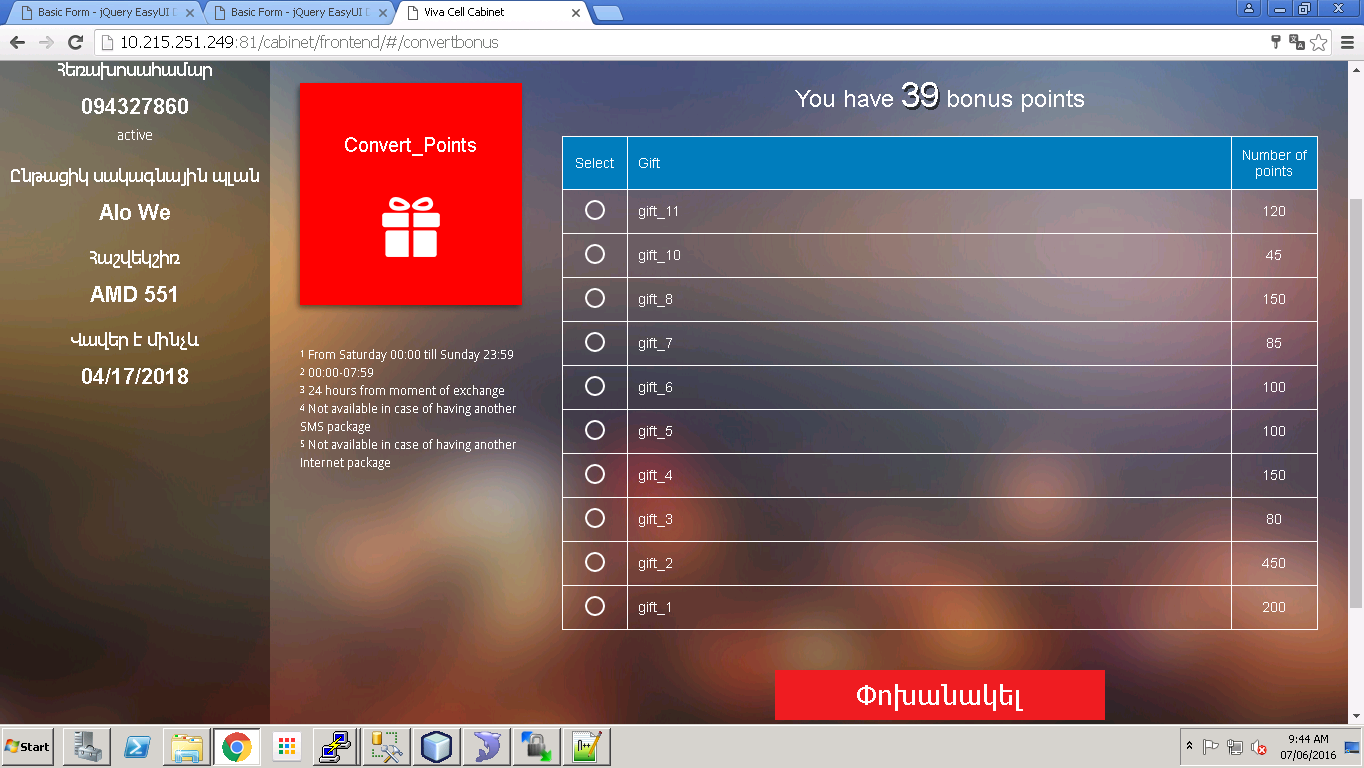 Basic Form - jQuery EasyUI D
Basic Form - jQuery EasyUI D
Viva Cell Cabinet
10.215.251.249:81/cabinet/frontend/#/convertbonus
Հեռախոսահամար
094327860
active
Ընթացիկ սակագնային պլան
Alo We
Հաշվեկշիռ
AMD 551
Վավեր է մինչև
04/17/2018
Convert_Points
1 From Saturday 00:00 till Sunday 23:59
2 00:00-07:59
3 24 hours from moment of exchange
4 Not available in case of having another
SMS package
5 Not available in case of having another
Internet package
You have 39 bonus points
Select Gift Number of
points
gift_11 120
gift_10 45
gift_8 150
gift_7 85
gift_6 100
gift_5 100
gift_4 150
gift_3 80
gift_2 450
gift_1 200
Փոխանակել
Start
9:44 AM
07/06/2016